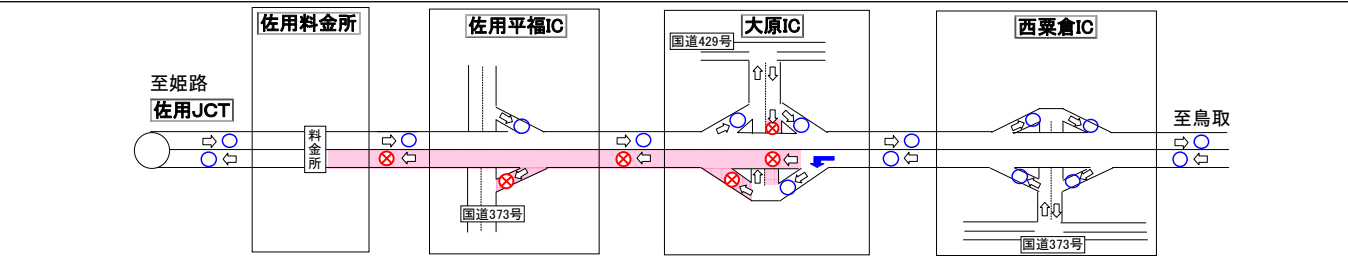 佐用料金所
佐用平福IC
大原IC
西粟倉IC
国道429号
至姫路
佐用JCT
至鳥取
料金所
国道373号
国道373号